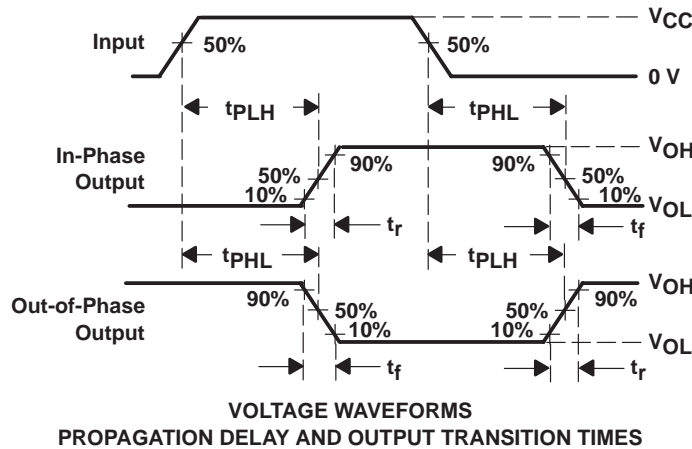 VCC
Input
50%
50%
0 V
tPLH
tPHL
In-Phase
Output
VOH
90%
90%
50%
50%
10%
10%
VOL
tr
tf
tPHL
tPLH
Out-of-Phase
Output
VOH
90%
90%
50%
50%
10%
10%
VOL
tf
tr
VOLTAGE WAVEFORMS
PROPAGATION DELAY AND OUTPUT TRANSITION TIMES